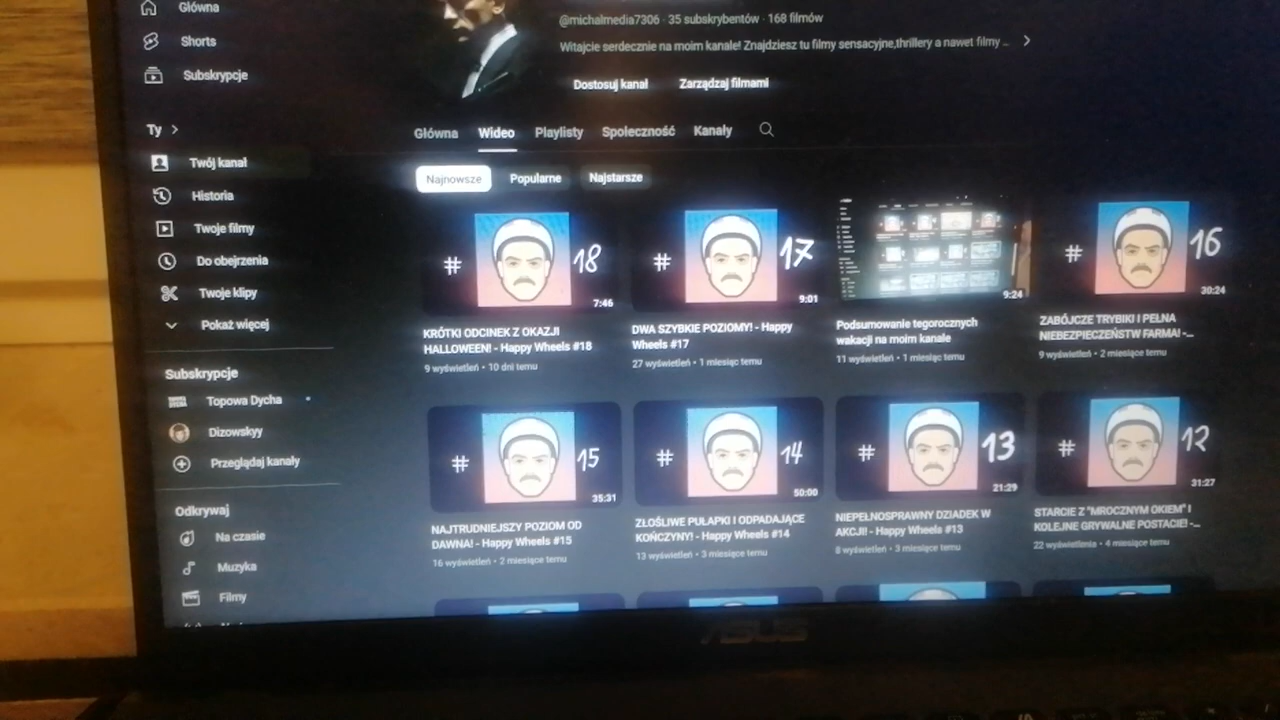 Główna
Shorts
Subskrypcje
Ty
Twój kanał
Historia
Twoje filmy
Do obejrzenia
Twoje klipy
Pokaż więcej
Subskrypcje
Topowa Dycha
Dizowskyy
Przeglądaj kanały
Odkrywaj
Na czasie
Muzyka
Filmy
@michalmedia7306 · 35 subskrybentów · 168 filmów
Witajcie serdecznie na moim kanale! Znajdziesz tu filmy sensacyjne,thrillery a nawet filmy ...
Dostosuj kanał Zarządzaj filmami
Główna Wideo Playlisty Społeczność Kanały
Najnowsze Popularne Najstarsze
# 18
7:46
KRÓTKI ODCINEK Z OKAZJI
HALLOWEEN! - Happy Wheels #18
9 wyświetleń • 10 dni temu
# 17
9:01
DWA SZYBKIE POZIOMY! - Happy
Wheels #17
27 wyświetleń • 1 miesiąc temu
9:24
Podsumowanie tegorocznych
wakacji na moim kanale
11 wyświetleń • 1 miesiąc temu
# 16
30:24
ZABÓJCZE TRYBIKI I PEŁNA
NIEBEZPIECZEŃSTW FARMA! -...
9 wyświetleń • 2 miesiące temu
# 15
35:31
NAJTRUDNIEJSZY POZIOM OD
DAWNA! - Happy Wheels #15
16 wyświetleń • 2 miesiące temu
# 14
50:00
ZŁOŚLIWE PUŁAPKI I ODPADAJĄCE
KOŃCZYNY! - Happy Wheels #14
13 wyświetleń • 3 miesiące temu
# 13
21:29
NIEPEŁNOSPRAWNY DZIADEK W
AKCJI! - Happy Wheels #13
8 wyświetleń • 3 miesiące temu
# 12
31:27
STARCIE Z "MROCZNYM OKIEM" I
KOLEJNE GRYWALNE POSTACIE! -...
22 wyświetlenia • 4 miesiące temu
ASUS